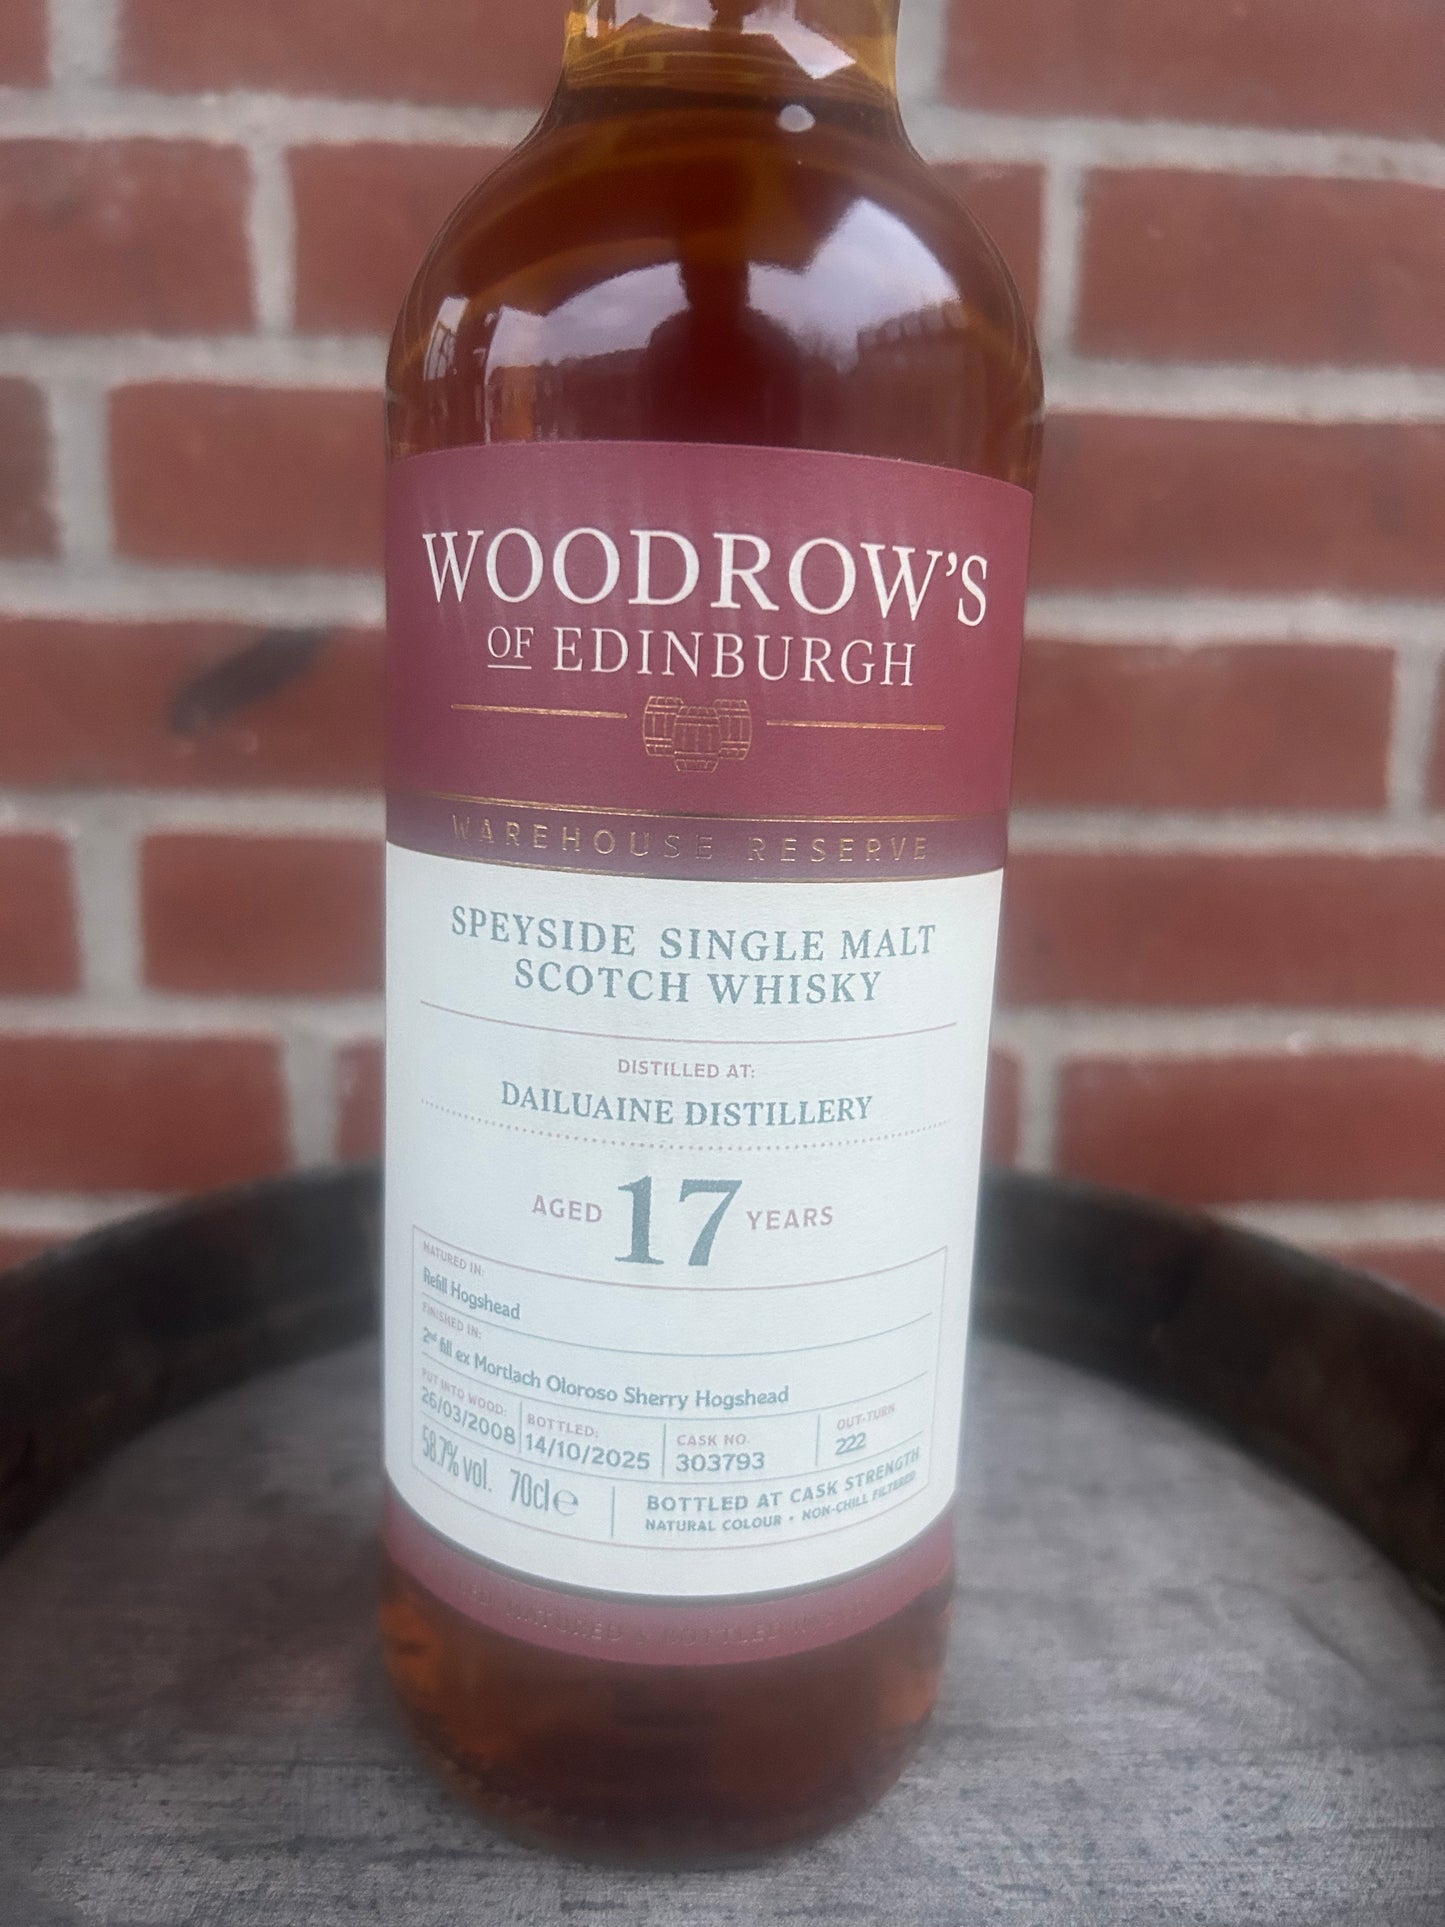 WOODROW'S
OF EDINBURGH
WAREHOUSE RESERVE
SPEYSIDE SINGLE MALT
SCOTCH WHISKY
DISTILLED AT:
DAILUAINE DISTILLERY
AGED 17 YEARS
MATURED IN:
Refill Hogshead
FINISHED IN:
2nd fill ex Mortlach Oloroso Sherry Hogshead
PUT INTO WOOD:
26/03/2008
BOTTLED:
14/10/2025
CASK NO.
303793
OUT-TURN
222
58.7% vol. 70cl e
BOTTLED AT CASK STRENGTH
NATURAL COLOUR • NON-CHILL FILTERED
MATURED & BOTTLED